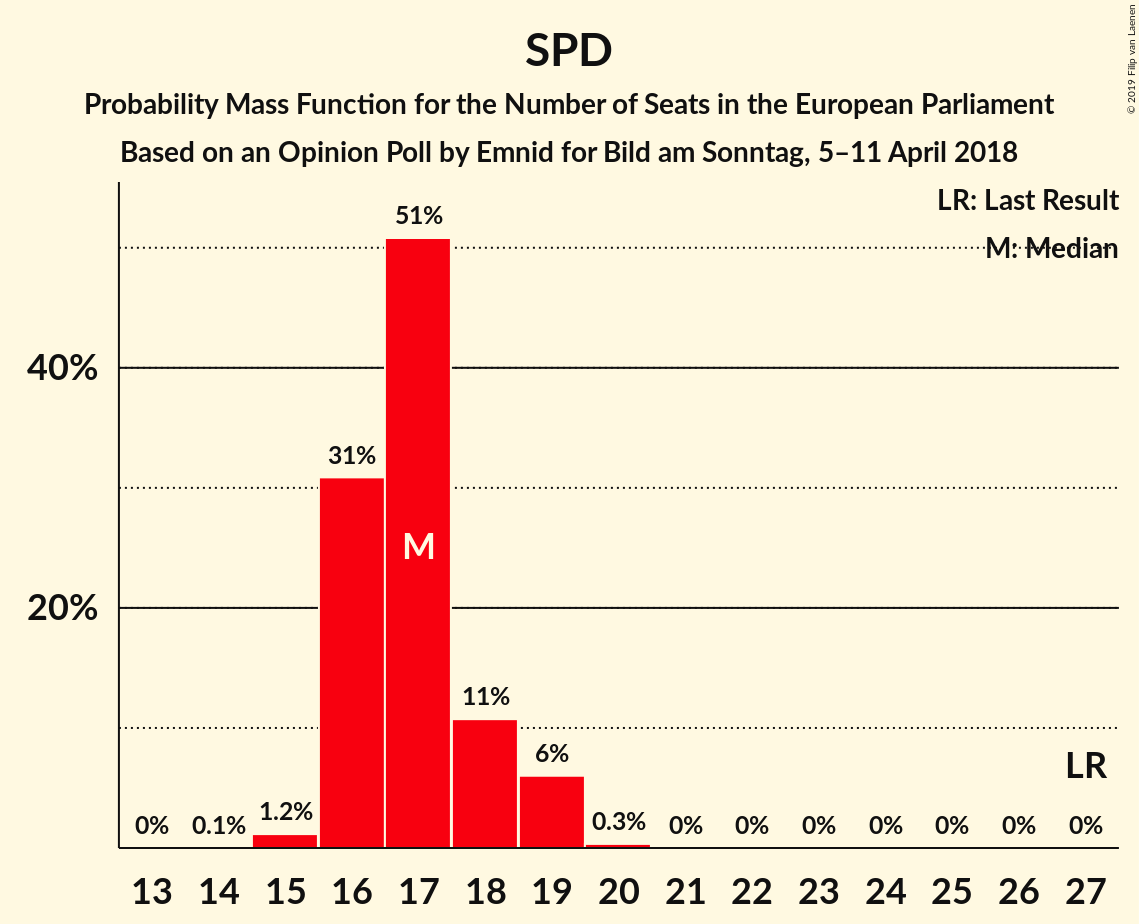 SPD
Probability Mass Function for the Number of Seats in the European Parliament
Based on an Opinion Poll by Emnid for Bild am Sonntag, 5–11 April 2018
© 2019 Filip van Laenen
LR: Last Result
M: Median
51%
40%
31%
M
20%
11%
6%
LR
0% 0.1% 1.2% 0.3% 0% 0% 0% 0% 0% 0% 0%
13 14 15 16 17 18 19 20 21 22 23 24 25 26 27